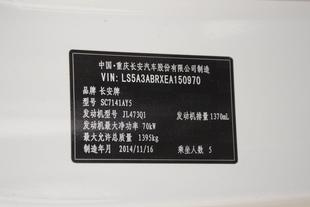 中国·重庆长安汽车股份有限公司制造
VIN: LS5A3ABRXEA150970
品牌 长安牌
型号 SC7141AY5
发动机型号 JL473Q1 发动机排量 1370mL
发动机最大净功率 70kW
最大允许总质量 1395kg
制造年月 2014/11/16 乘坐人数 5